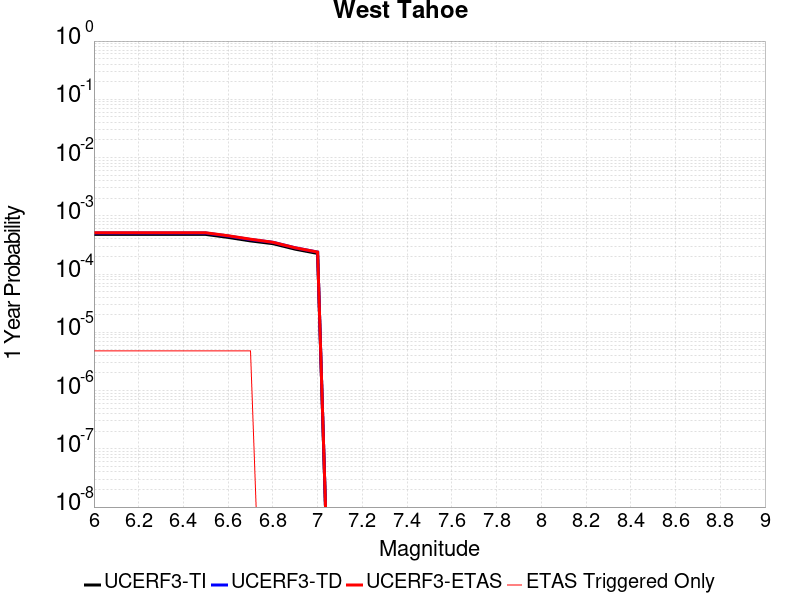 West Tahoe
1 Year Probability
10^0
10^-1
10^-2
10^-3
10^-4
10^-5
10^-6
10^-7
10^-8
6 6.2 6.4 6.6 6.8 7 7.2 7.4 7.6 7.8 8 8.2 8.4 8.6 8.8 9
Magnitude
UCERF3-TI UCERF3-TD UCERF3-ETAS ETAS Triggered Only